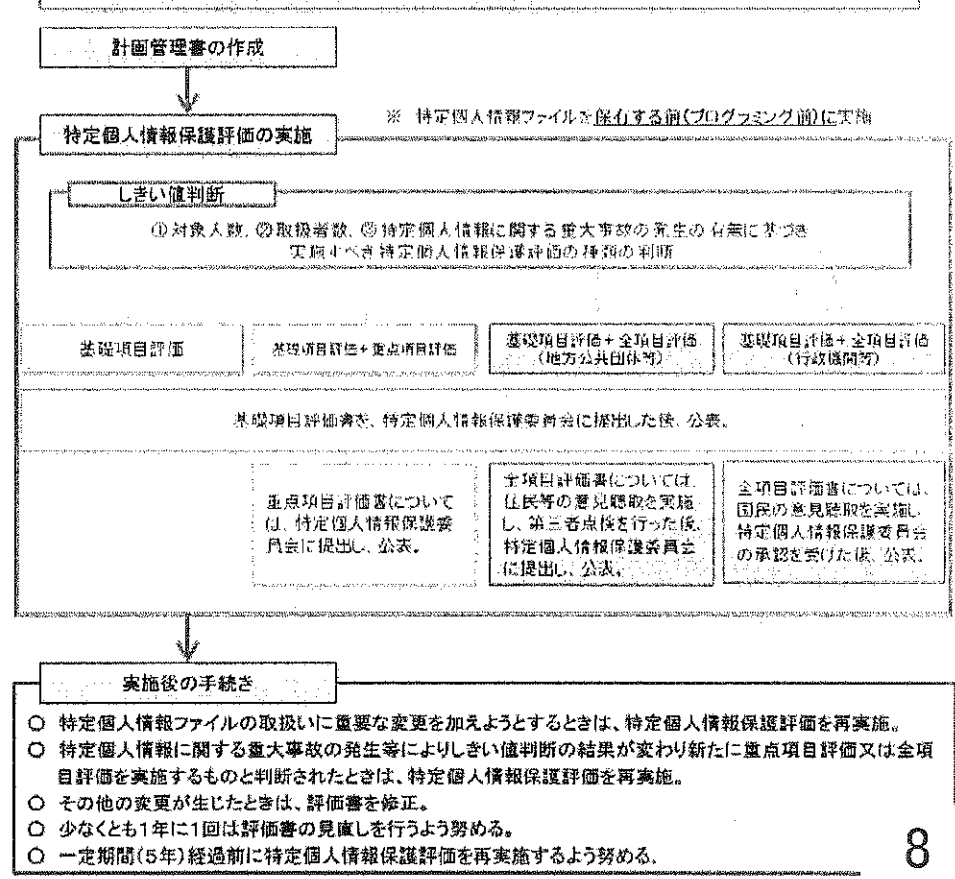 計画管理書の作成
特定個人情報保護評価の実施
※ 特定個人情報ファイルを保有する前(プログラミング前)に実施
しきい値判断
①対象人数、②取扱者数、③特定個人情報に関する重大事故の発生の有無に基づき
実施すべき特定個人情報保護評価の種類の判断
基礎項目評価
基礎項目評価+重点項目評価
基礎項目評価+全項目評価
(地方公共団体等)
基礎項目評価+全項目評価
(行政機関等)
基礎項目評価書を、特定個人情報保護委員会に提出した後、公表。
重点項目評価書について
は、特定個人情報保護委
員会に提出し、公表。
全項目評価書については、
住民等の意見聴取を実施
し、第三者点検を行った後、
特定個人情報保護委員会
に提出し、公表。
全項目評価書については、
国民の意見聴取を実施し、
特定個人情報保護委員会
の承認を受けた後、公表。
実施後の手続き
○ 特定個人情報ファイルの取扱いに重要な変更を加えようとするときは、特定個人情報保護評価を再実施。
○ 特定個人情報に関する重大事故の発生等によりしきい値判断の結果が変わり新たに重点項目評価又は全項
目評価を実施するものと判断されたときは、特定個人情報保護評価を再実施。
○ その他の変更が生じたときは、評価書を修正。
○ 少なくとも1年に1回は評価書の見直しを行うよう努める。
○ 一定期間(5年)経過前に特定個人情報保護評価を再実施するよう努める。
8